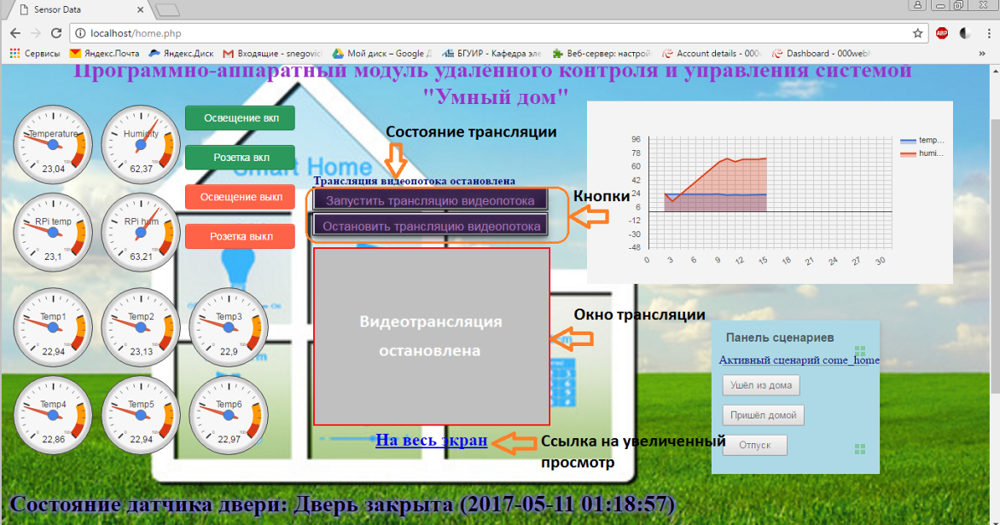 Sensor Data
localhost/home.php
ABP
Сервисы Яндекс.Почта Яндекс.Диск Входящие - snegovic Мой диск – Google Д БГУИР - Кафедра эле Веб-сервер: настрой Account details - 000w Dashboard - 000webh »
Программно-аппаратный модуль удалённого контроля и управления системой
"Умный дом"
Temperature
23,04
Humidity
62,37
Освещение вкл
Розетка вкл
Освещение выкл
Розетка выкл
RPi temp
23,1
RPi hum
63,21
Smart Home
Состояние трансляции
Трансляция видеопотока остановлена
Запустить трансляцию видеопотока
Остановить трансляцию видеопотока
Кнопки
96
78
60
42
24
6
-12
-30
-48
0 3 6 9 12 15 18 21 24 27 30
temp...
humi...
Temp1
22,94
Temp2
23,13
Temp3
22,9
Temp4
22,86
Temp5
22,94
Temp6
22,97
Видеотрансляция
остановлена
Окно трансляции
На весь экран
Ссылка на увеличенный
просмотр
Панель сценариев
Активный сценарий come_home
Ушёл из дома
Пришёл домой
Отпуск
Состояние датчика двери: Дверь закрыта (2017-05-11 01:18:57)